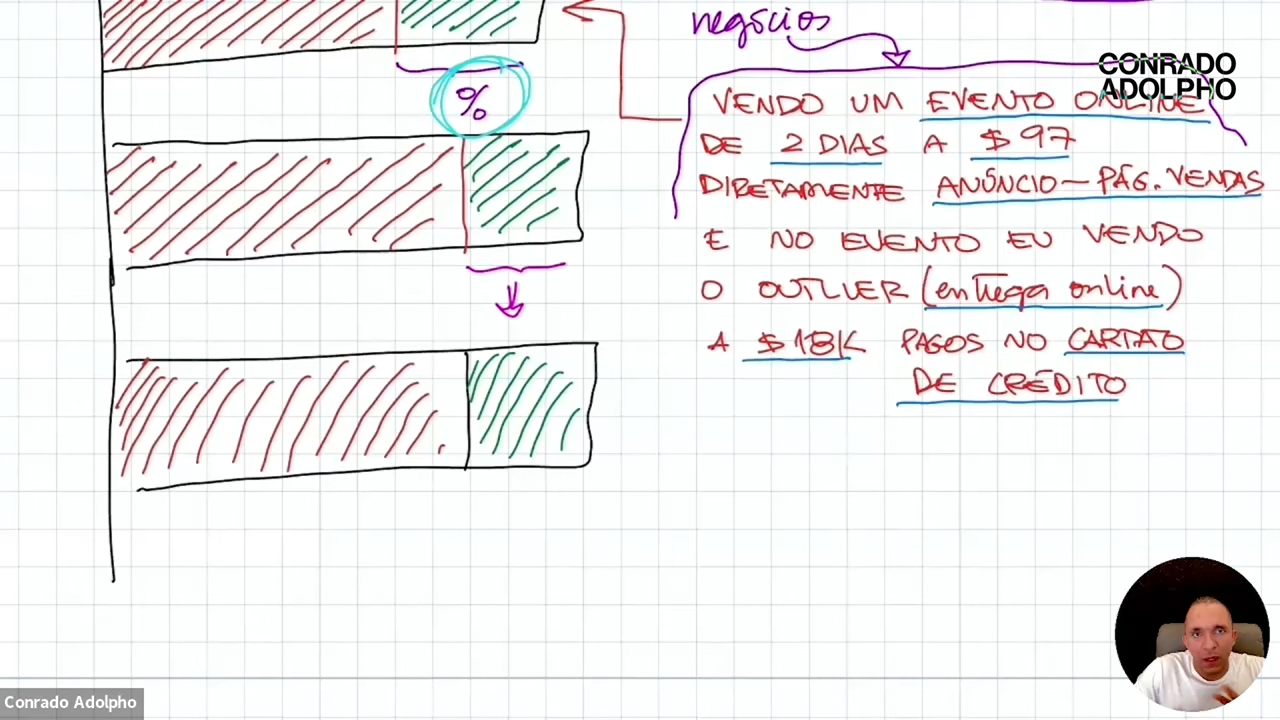 negócios
CONRADO
ADOLPHO
%
VENDO UM EVENTO ONLINE
DE 2 DIAS A $97
DIRETAMENTE ANÚNCIO - PÁG. VENDAS
E NO EVENTO EU VENDO
O OUTLIER (entrega online)
A $18K PAGOS NO CARTÃO
DE CRÉDITO
Conrado Adolpho